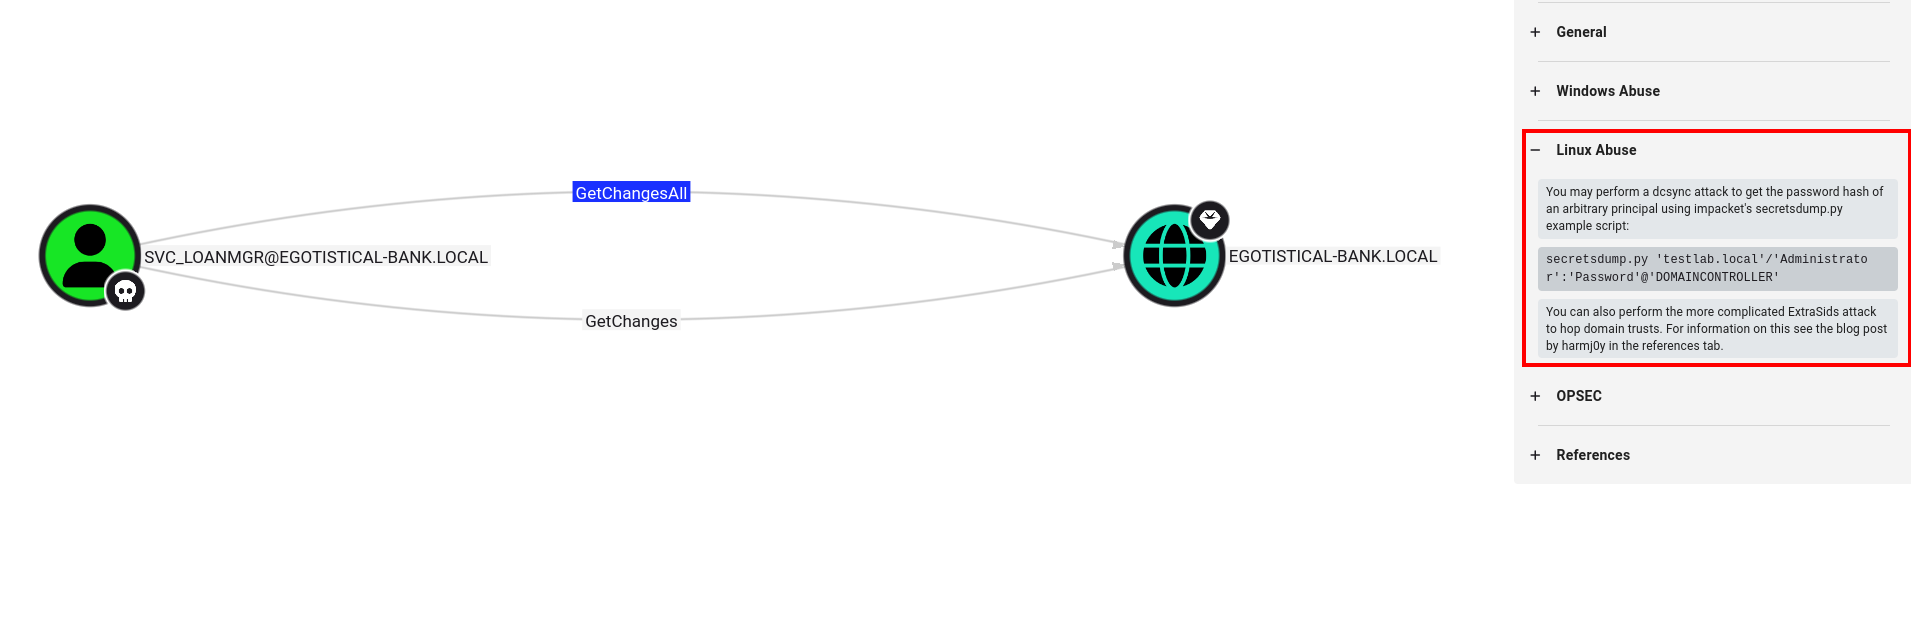 GetChangesAll
SVC_LOANMGR@EGOTISTICAL-BANK.LOCAL
EGOTISTICAL-BANK.LOCAL
GetChanges
General
Windows Abuse
Linux Abuse
You may perform a dcsync attack to get the password hash of
an arbitrary principal using impacket's secretsdump.py
example script:
secretsdump.py 'testlab.local'/'Administrato
r':'Password'@'DOMAINCONTROLLER'
You can also perform the more complicated ExtraSids attack
to hop domain trusts. For information on this see the blog post
by harmj0y in the references tab.
OPSEC
References